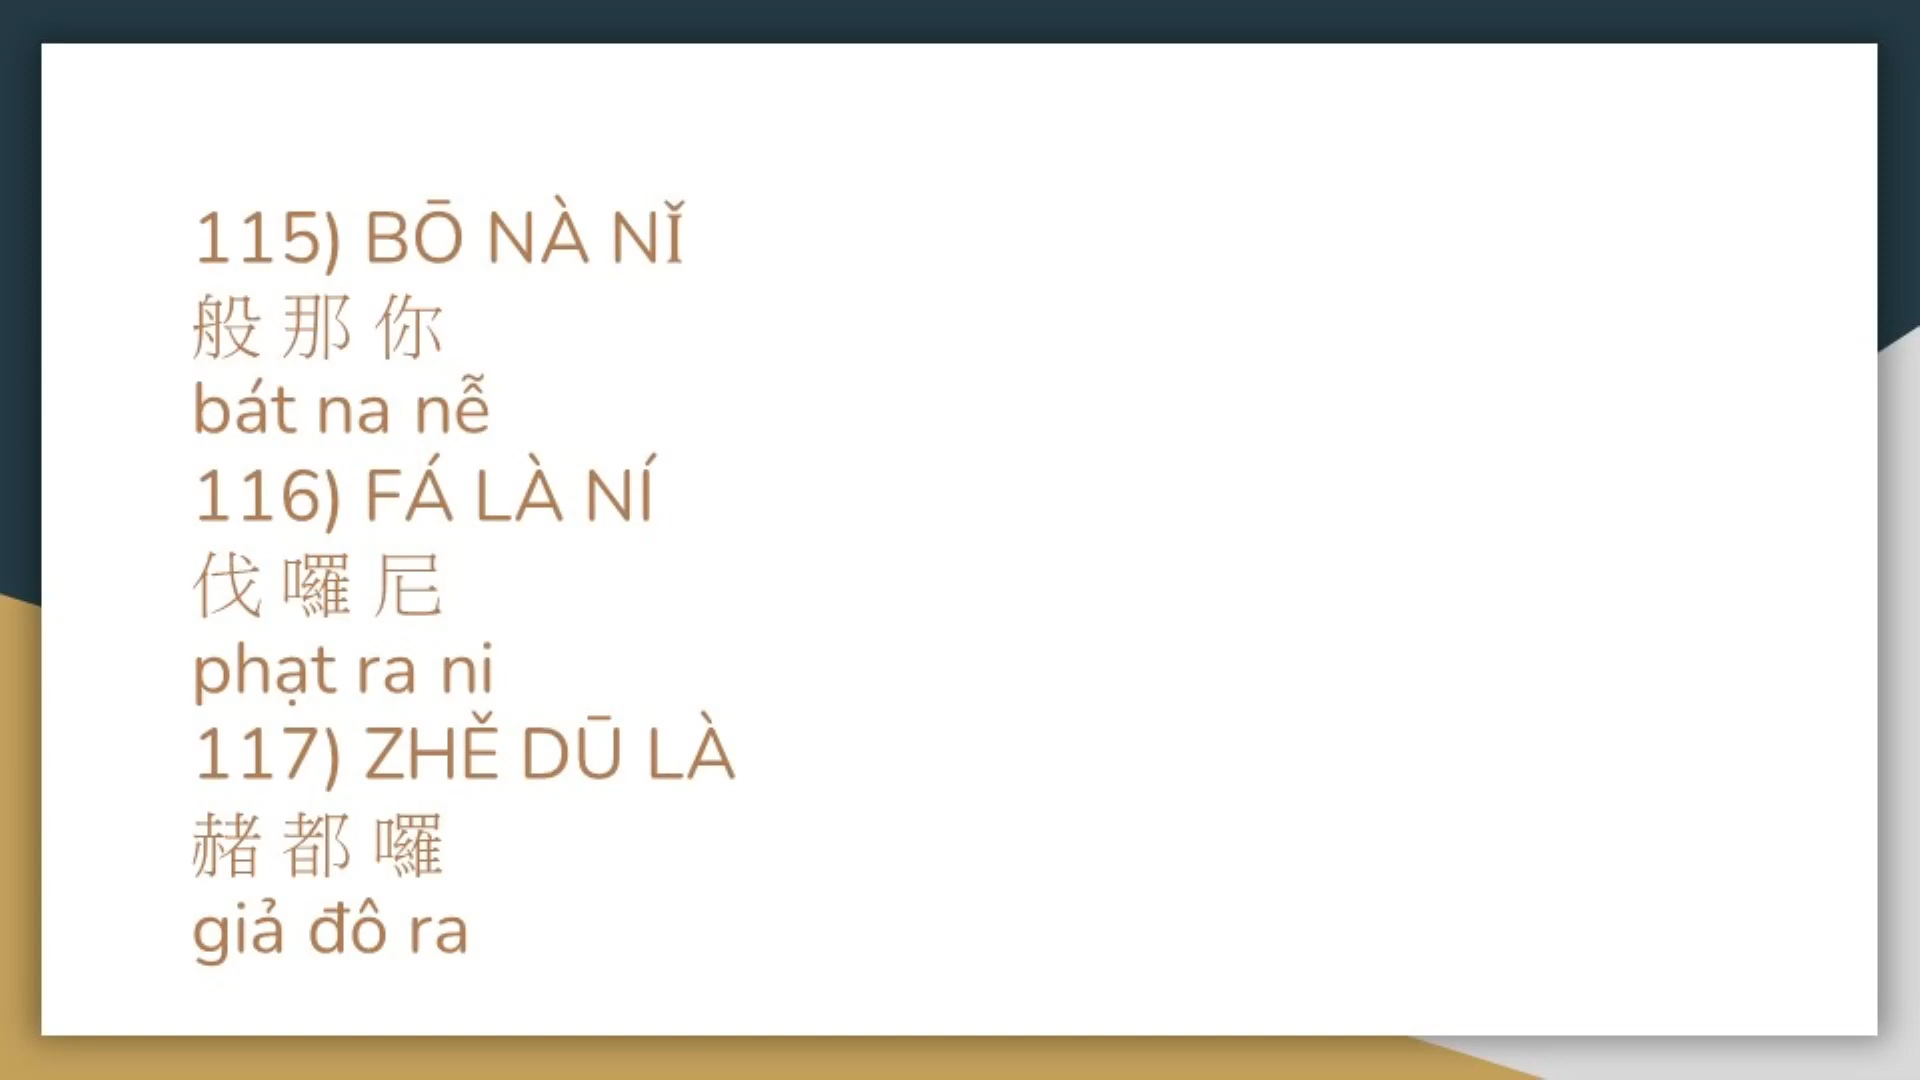 115) BŌ NÀ NǏ
般 那 你
bát na nễ
116) FÁ LÀ NÍ
伐 囉 尼
phạt ra ni
117) ZHĚ DŪ LÀ
赭 都 囉
giả đô ra